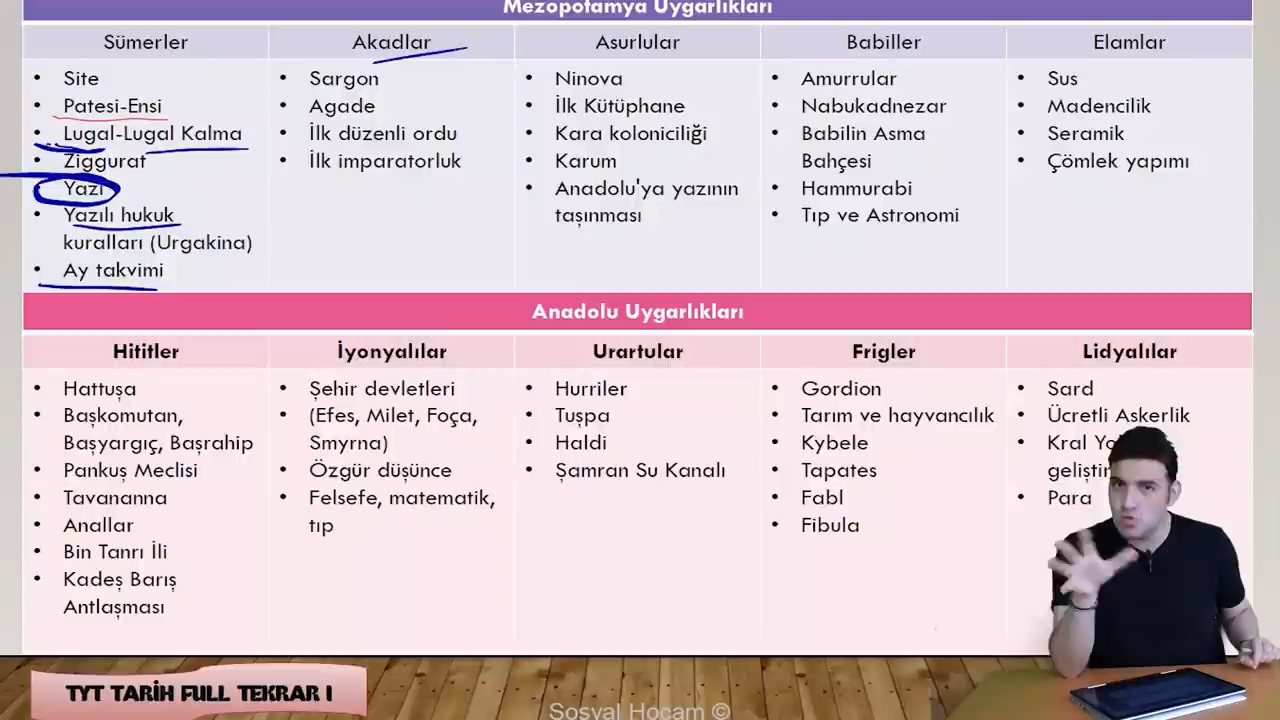 Mezopotamya Uygarlıkları
Sümerler
• Site
• Patesi-Ensi
• Lugal-Lugal Kalma
• Ziggurat
• Yazı
• Yazılı hukuk
kuralları (Urgakina)
• Ay takvimi
Akadlar
• Sargon
• Agade
• İlk düzenli ordu
• İlk imparatorluk
Asurlular
• Ninova
• İlk Kütüphane
• Kara koloniciliği
• Karum
• Anadolu'ya yazının
taşınması
Babiller
• Amurrular
• Nabukadnezar
• Babilin Asma
Bahçesi
• Hammurabi
• Tıp ve Astronomi
Elamlar
• Sus
• Madencilik
• Seramik
• Çömlek yapımı
Anadolu Uygarlıkları
Hititler
• Hattuşa
• Başkomutan,
Başyargıç, Başrahip
• Pankuş Meclisi
• Tavananna
• Anallar
• Bin Tanrı İli
• Kadeş Barış
Antlaşması
İyonyalılar
• Şehir devletleri
• (Efes, Milet, Foça,
Smyrna)
• Özgür düşünce
• Felsefe, matematik,
tıp
Urartular
• Hurriler
• Tuşpa
• Haldi
• Şamran Su Kanalı
Frigler
• Gordion
• Tarım ve hayvancılık
• Kybele
• Tapates
• Fabl
• Fibula
Lidyalılar
• Sard
• Ücretli Askerlik
• Kral
• Para
TYT TARİH FULL TEKRAR I
Sosyal Hocam ©